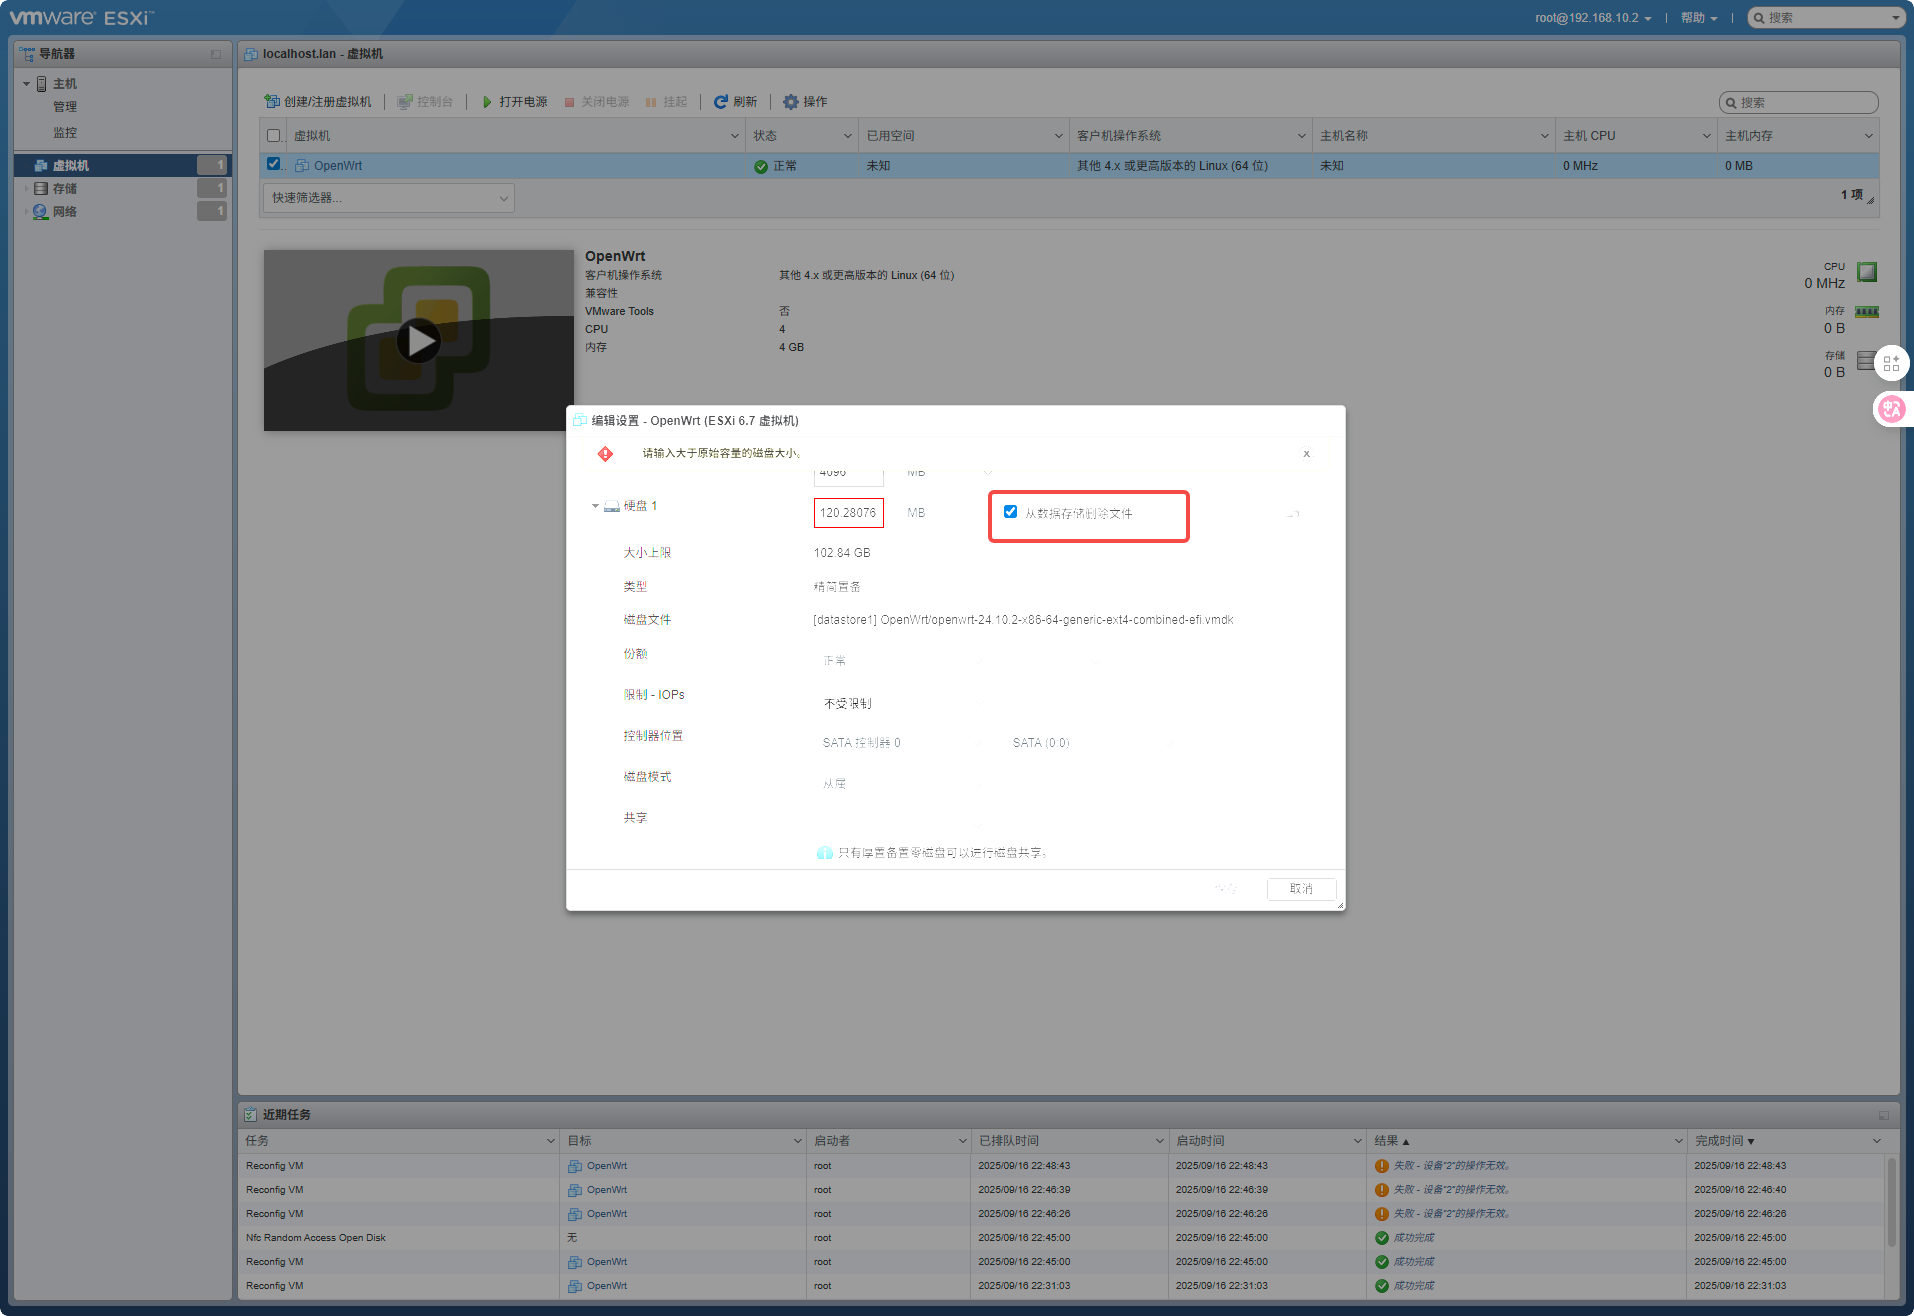 vmware ESXi™
root@192.168.10.2
帮助
搜索
导航器
主机
管理
监控
虚拟机 1
存储 1
网络 1
localhost.lan - 虚拟机
创建/注册虚拟机 控制台 打开电源 关闭电源 挂起 刷新 操作
搜索
虚拟机 状态 已用空间 客户机操作系统 主机名称 主机 CPU 主机内存
OpenWrt 正常 未知 其他 4.x 或更高版本的 Linux (64 位) 未知 0 MHz 0 MB
快速筛选器...
1 项
OpenWrt
客户机操作系统 其他 4.x 或更高版本的 Linux (64 位)
兼容性
VMware Tools 否
CPU 4
内存 4 GB
CPU
0 MHz
内存
0 B
存储
0 B
编辑设置 - OpenWrt (ESXi 6.7 虚拟机)
请输入大于原始容量的磁盘大小。
x
4096 MB
硬盘 1 120.28076 MB 从数据存储删除文件
大小上限 102.84 GB
类型 精简置备
磁盘文件 [datastore1] OpenWrt/openwrt-24.10.2-x86-64-generic-ext4-combined-efi.vmdk
份额 正常
限制 - IOPs 不受限制
控制器位置 SATA 控制器 0 SATA (0:0)
磁盘模式 从属
共享
只有厚置备置零磁盘可以进行磁盘共享。
取消
近期任务
任务 目标 启动者 已排队时间 启动时间 结果 ▲ 完成时间 ▼
Reconfig VM OpenWrt root 2025/09/16 22:48:43 2025/09/16 22:48:43 失败 - 设备“2”的操作无效。 2025/09/16 22:48:43
Reconfig VM OpenWrt root 2025/09/16 22:46:39 2025/09/16 22:46:39 失败 - 设备“2”的操作无效。 2025/09/16 22:46:40
Reconfig VM OpenWrt root 2025/09/16 22:46:26 2025/09/16 22:46:26 失败 - 设备“2”的操作无效。 2025/09/16 22:46:26
Nfc Random Access Open Disk 无 root 2025/09/16 22:45:00 2025/09/16 22:45:00 成功完成 2025/09/16 22:45:00
Reconfig VM OpenWrt root 2025/09/16 22:45:00 2025/09/16 22:45:00 成功完成 2025/09/16 22:45:00
Reconfig VM OpenWrt root 2025/09/16 22:31:03 2025/09/16 22:31:03 成功完成 2025/09/16 22:31:03